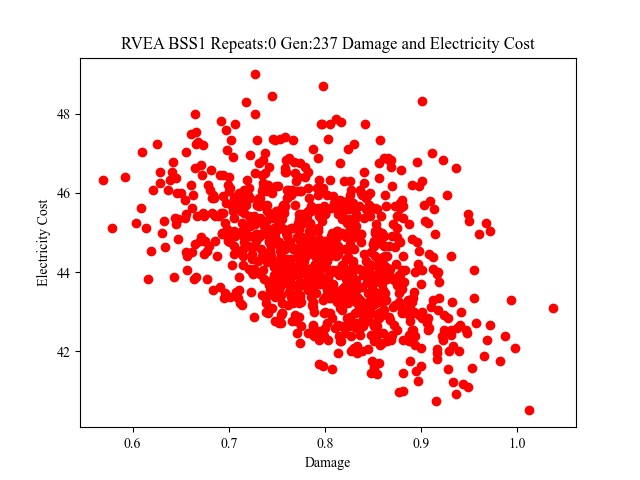 RVEA BSS1 Repeats:0 Gen:237 Damage and Electricity Cost
48
46
44
42
Electricity Cost
0.6 0.7 0.8 0.9 1.0
Damage